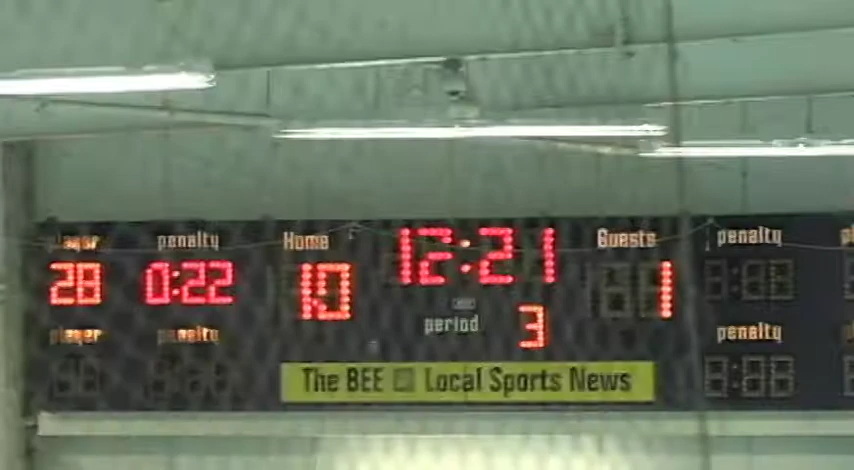 player penalty Home 12:21 Guests penalty
28 0:22 10 1
player penalty period 3 penalty
The BEE Local Sports News